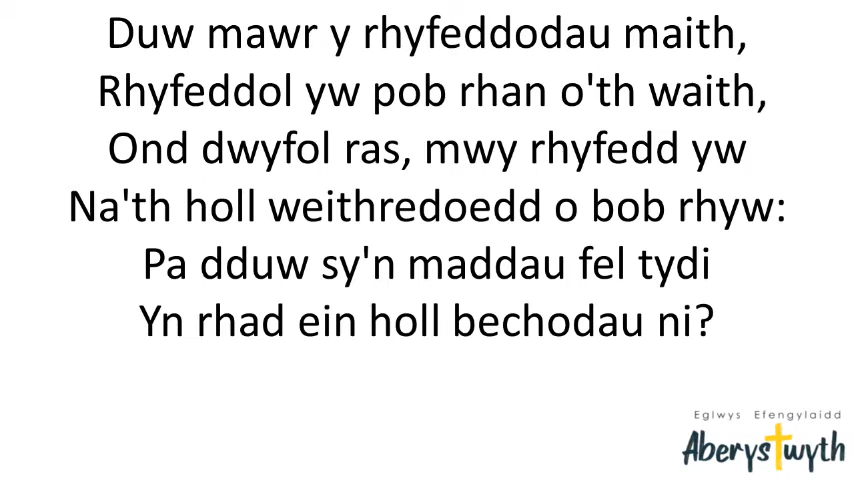 Duw mawr y rhyfeddodau maith,
Rhyfeddol yw pob rhan o'th waith,
Ond dwyfol ras, mwy rhyfedd yw
Na'th holl weithredoedd o bob rhyw:
Pa dduw sy'n maddau fel tydi
Yn rhad ein holl bechodau ni?
Eglwys Efengylaidd
Aberystwyth